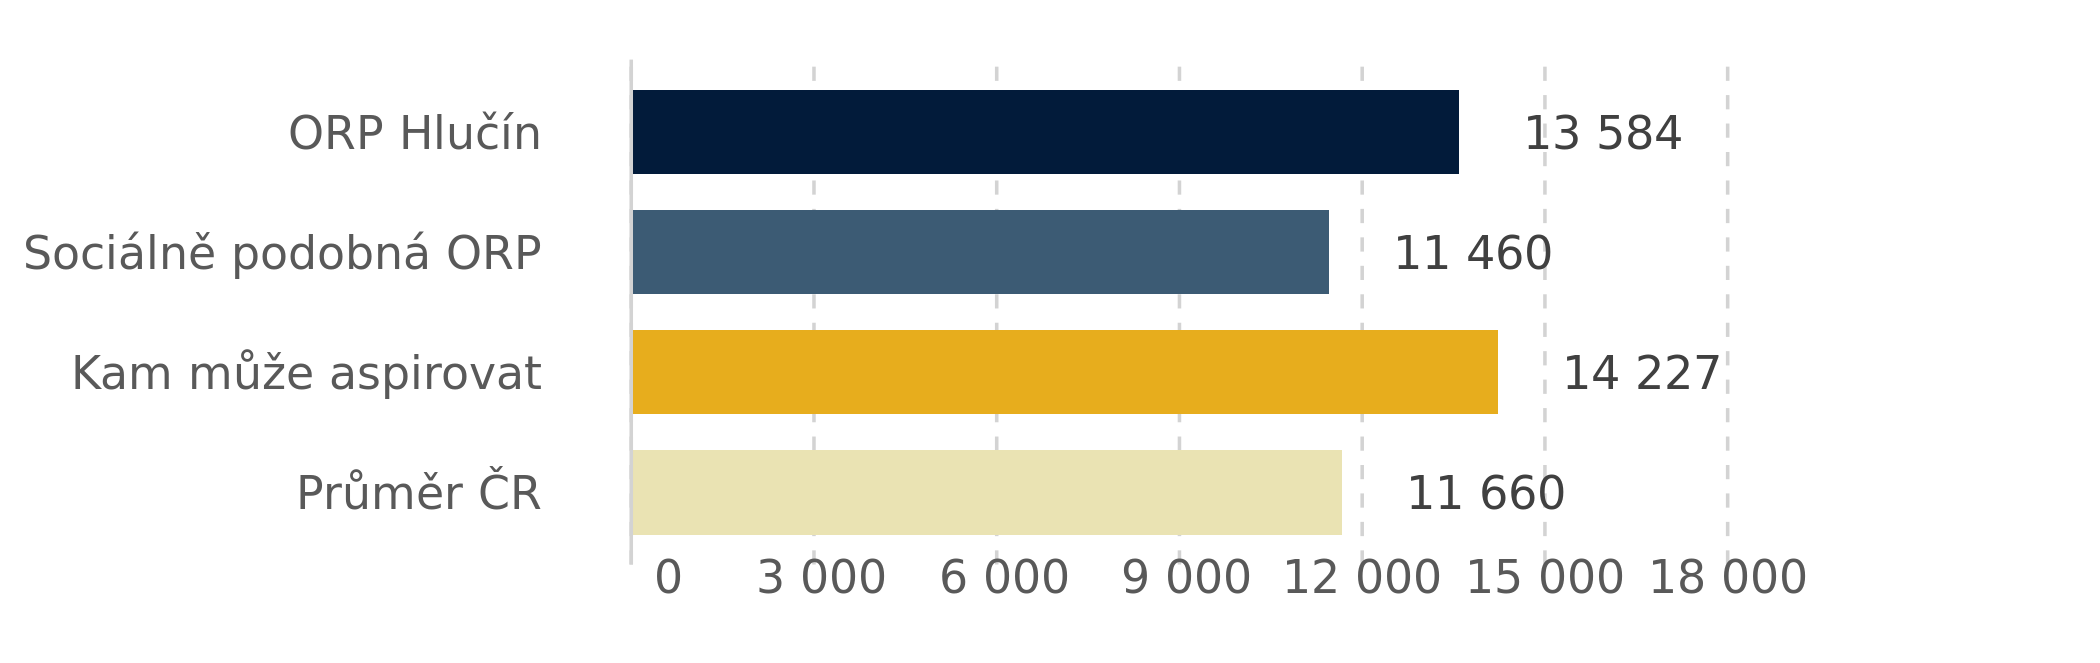 ORP Hlučín 13 584
Sociálně podobná ORP 11 460
Kam může aspirovat 14 227
Průměr ČR 11 660
0 3 000 6 000 9 000 12 000 15 000 18 000